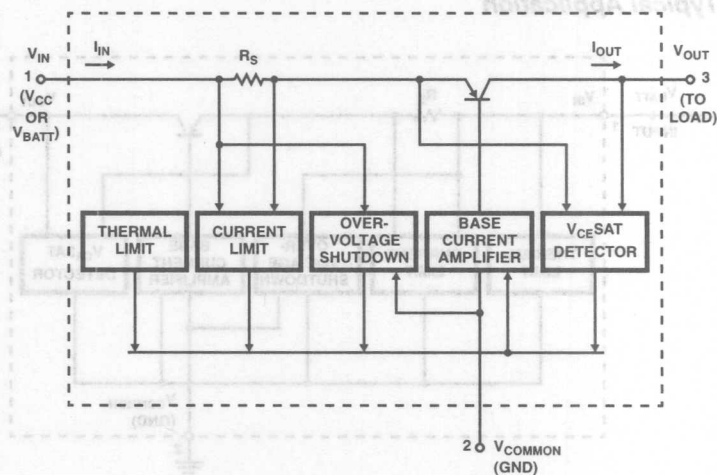 Typical Application
V_IN
1
(V_CC
OR
V_BATT)
I_IN
R_S
I_OUT
V_OUT
3
(TO
LOAD)
THERMAL
LIMIT
CURRENT
LIMIT
OVER-
VOLTAGE
SHUTDOWN
BASE
CURRENT
AMPLIFIER
V_CE SAT
DETECTOR
2
V_COMMON
(GND)